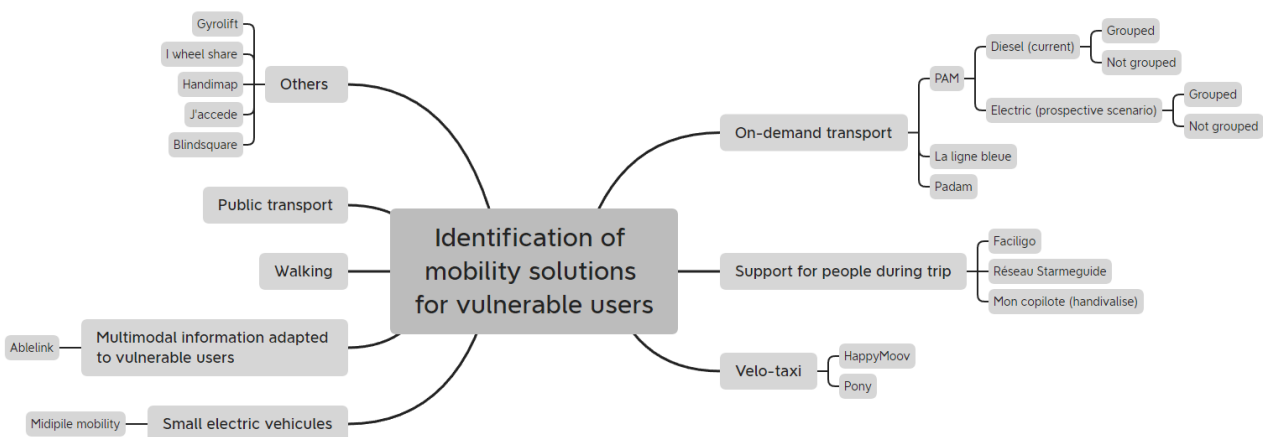 Identification of
mobility solutions
for vulnerable users
On-demand transport
PAM
Diesel (current)
Grouped
Not grouped
Electric (prospective scenario)
Grouped
Not grouped
La ligne bleue
Padam
Support for people during trip
Faciligo
Réseau Starmeguide
Mon copilote (handivalise)
Velo-taxi
HappyMoov
Pony
Others
Gyrolift
I wheel share
Handimap
J'accede
Blindsquare
Public transport
Walking
Multimodal information adapted
to vulnerable users
Ablelink
Small electric vehicules
Midipile mobility